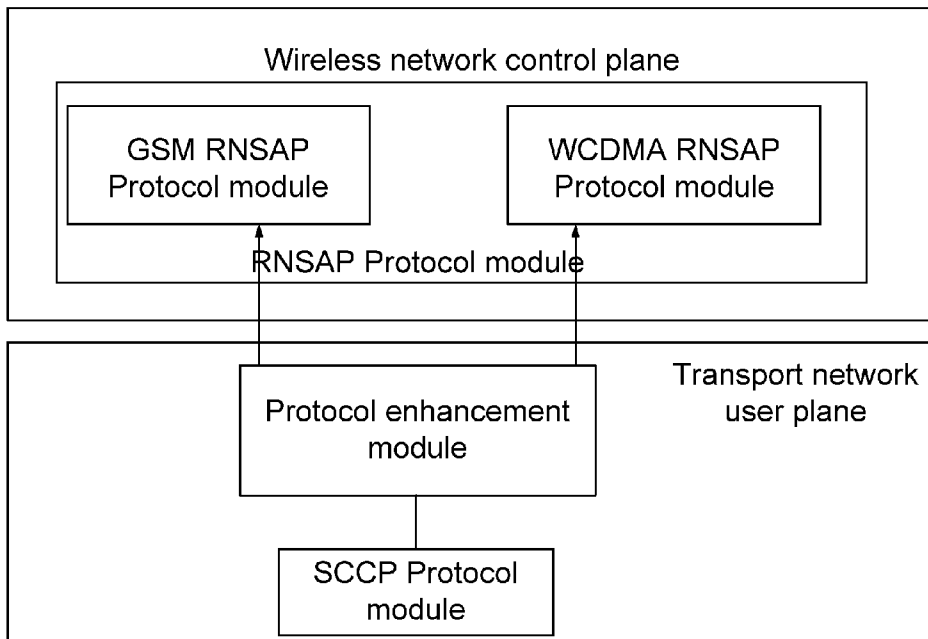 Wireless network control plane
GSM RNSAP
Protocol module
WCDMA RNSAP
Protocol module
RNSAP Protocol module
Transport network
user plane
Protocol enhancement
module
SCCP Protocol
module